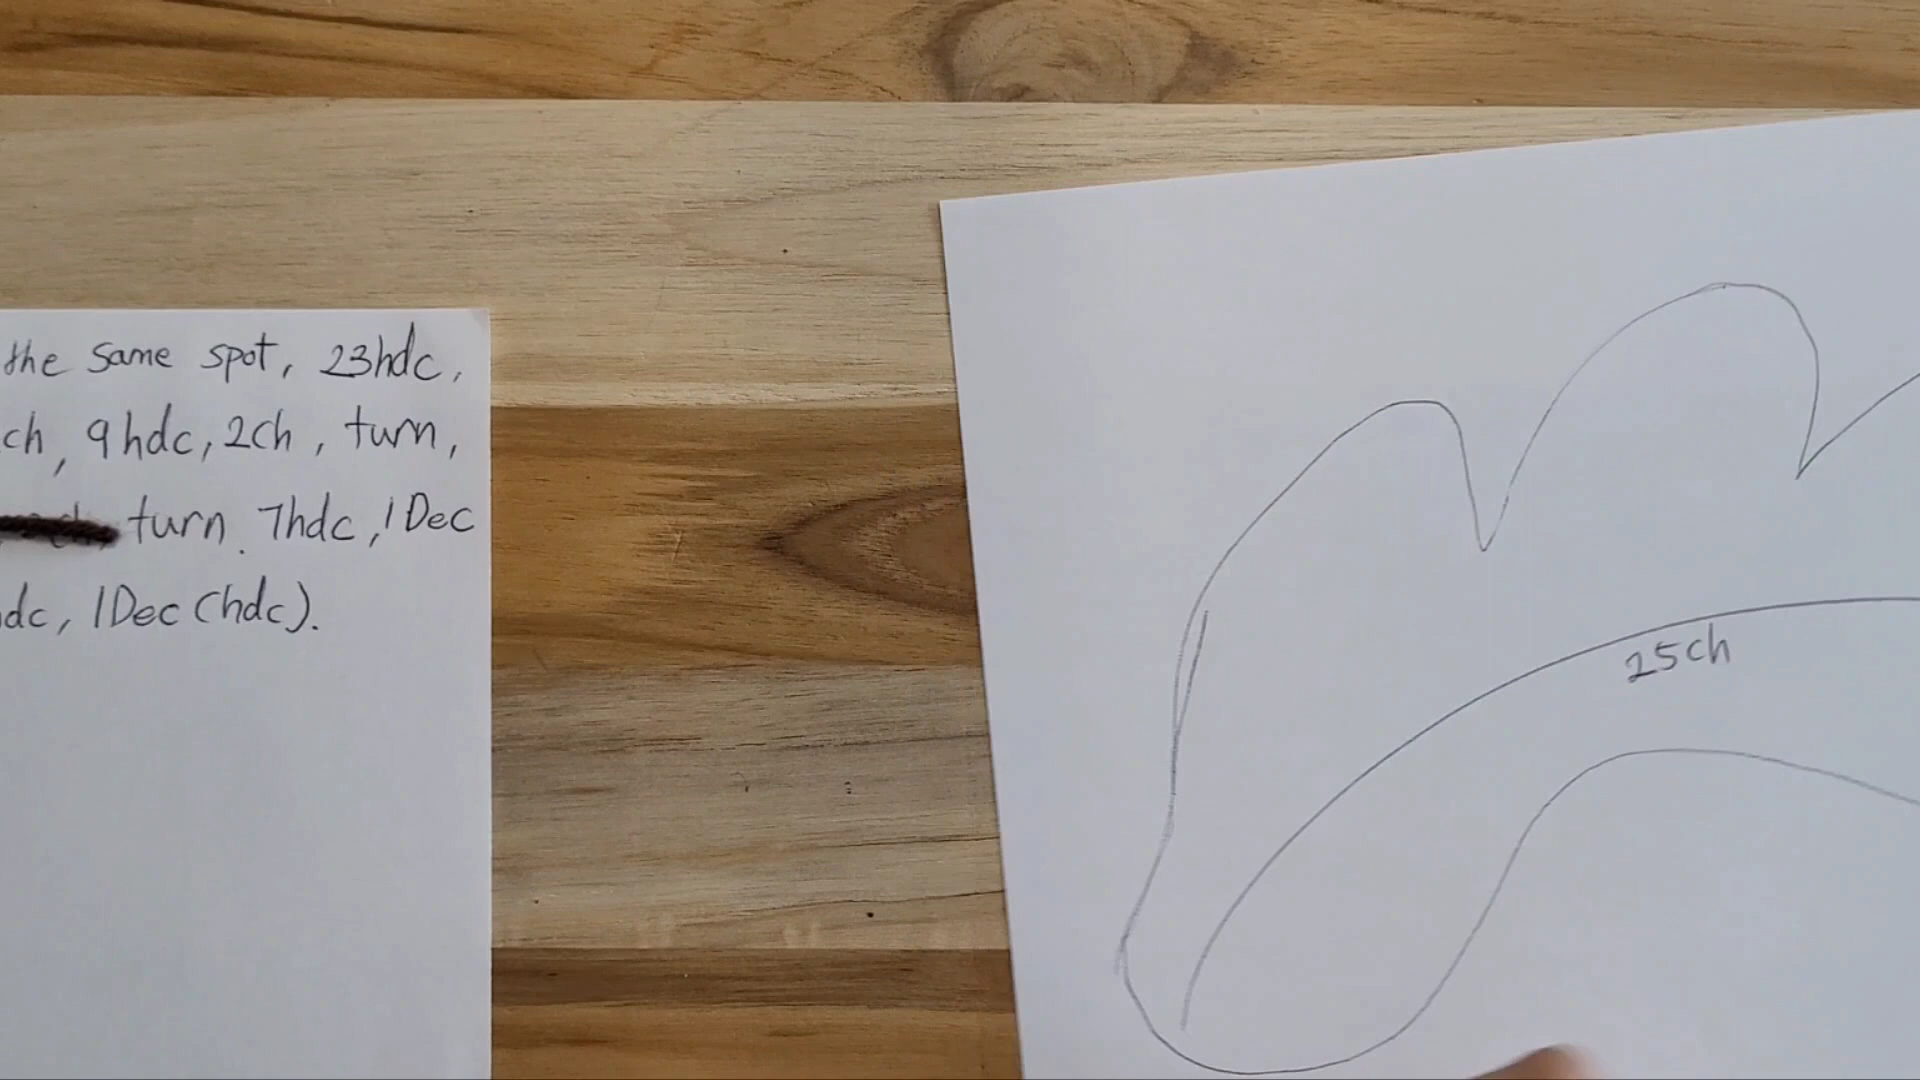 the same spot, 23hdc,
ch, 9hdc, 2ch, turn,
turn. 7hdc, 1Dec
dc, 1Dec (hdc).
25ch